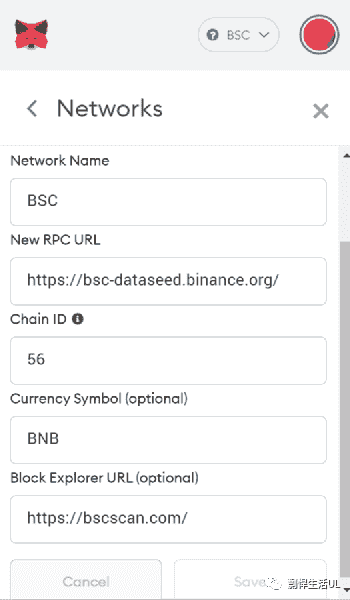 BSC
Networks
Network Name
BSC
New RPC URL
https://bsc-dataseed.binance.org/
Chain ID
56
Currency Symbol (optional)
BNB
Block Explorer URL (optional)
https://bscscan.com/
Cancel
Save
生活UL